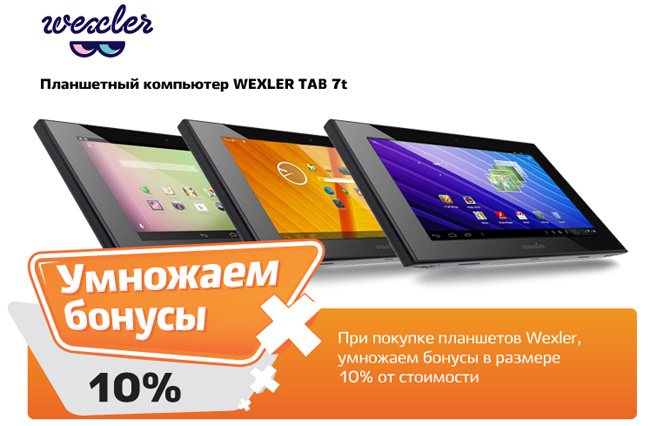 wexler
Планшетный компьютер WEXLER TAB 7t
wexler
Умножаем
бонусы
10%
При покупке планшетов Wexler,
умножаем бонусы в размере
10% от стоимости